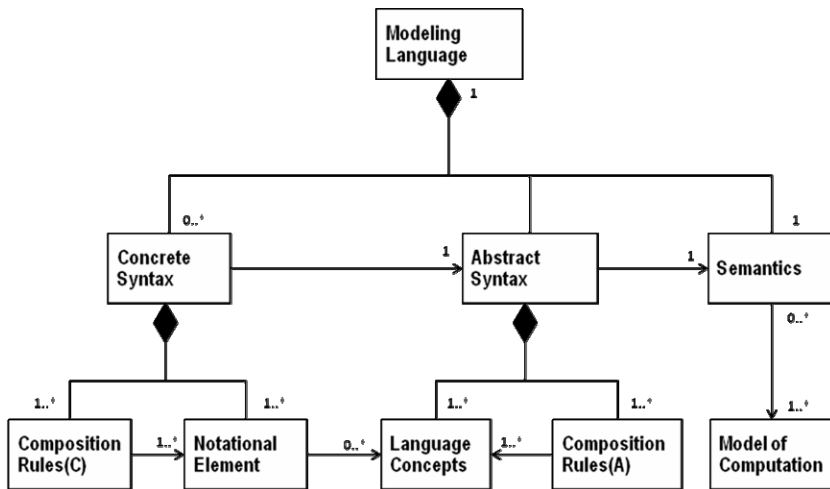 Modeling
Language
1
0..*
1
Concrete
Syntax
1
Abstract
Syntax
1
Semantics
0..*
1..*
1..*
1..*
1..*
1..*
Composition
Rules(C)
1..*
Notational
Element
0..*
Language
Concepts
1..*
Composition
Rules(A)
Model of
Computation